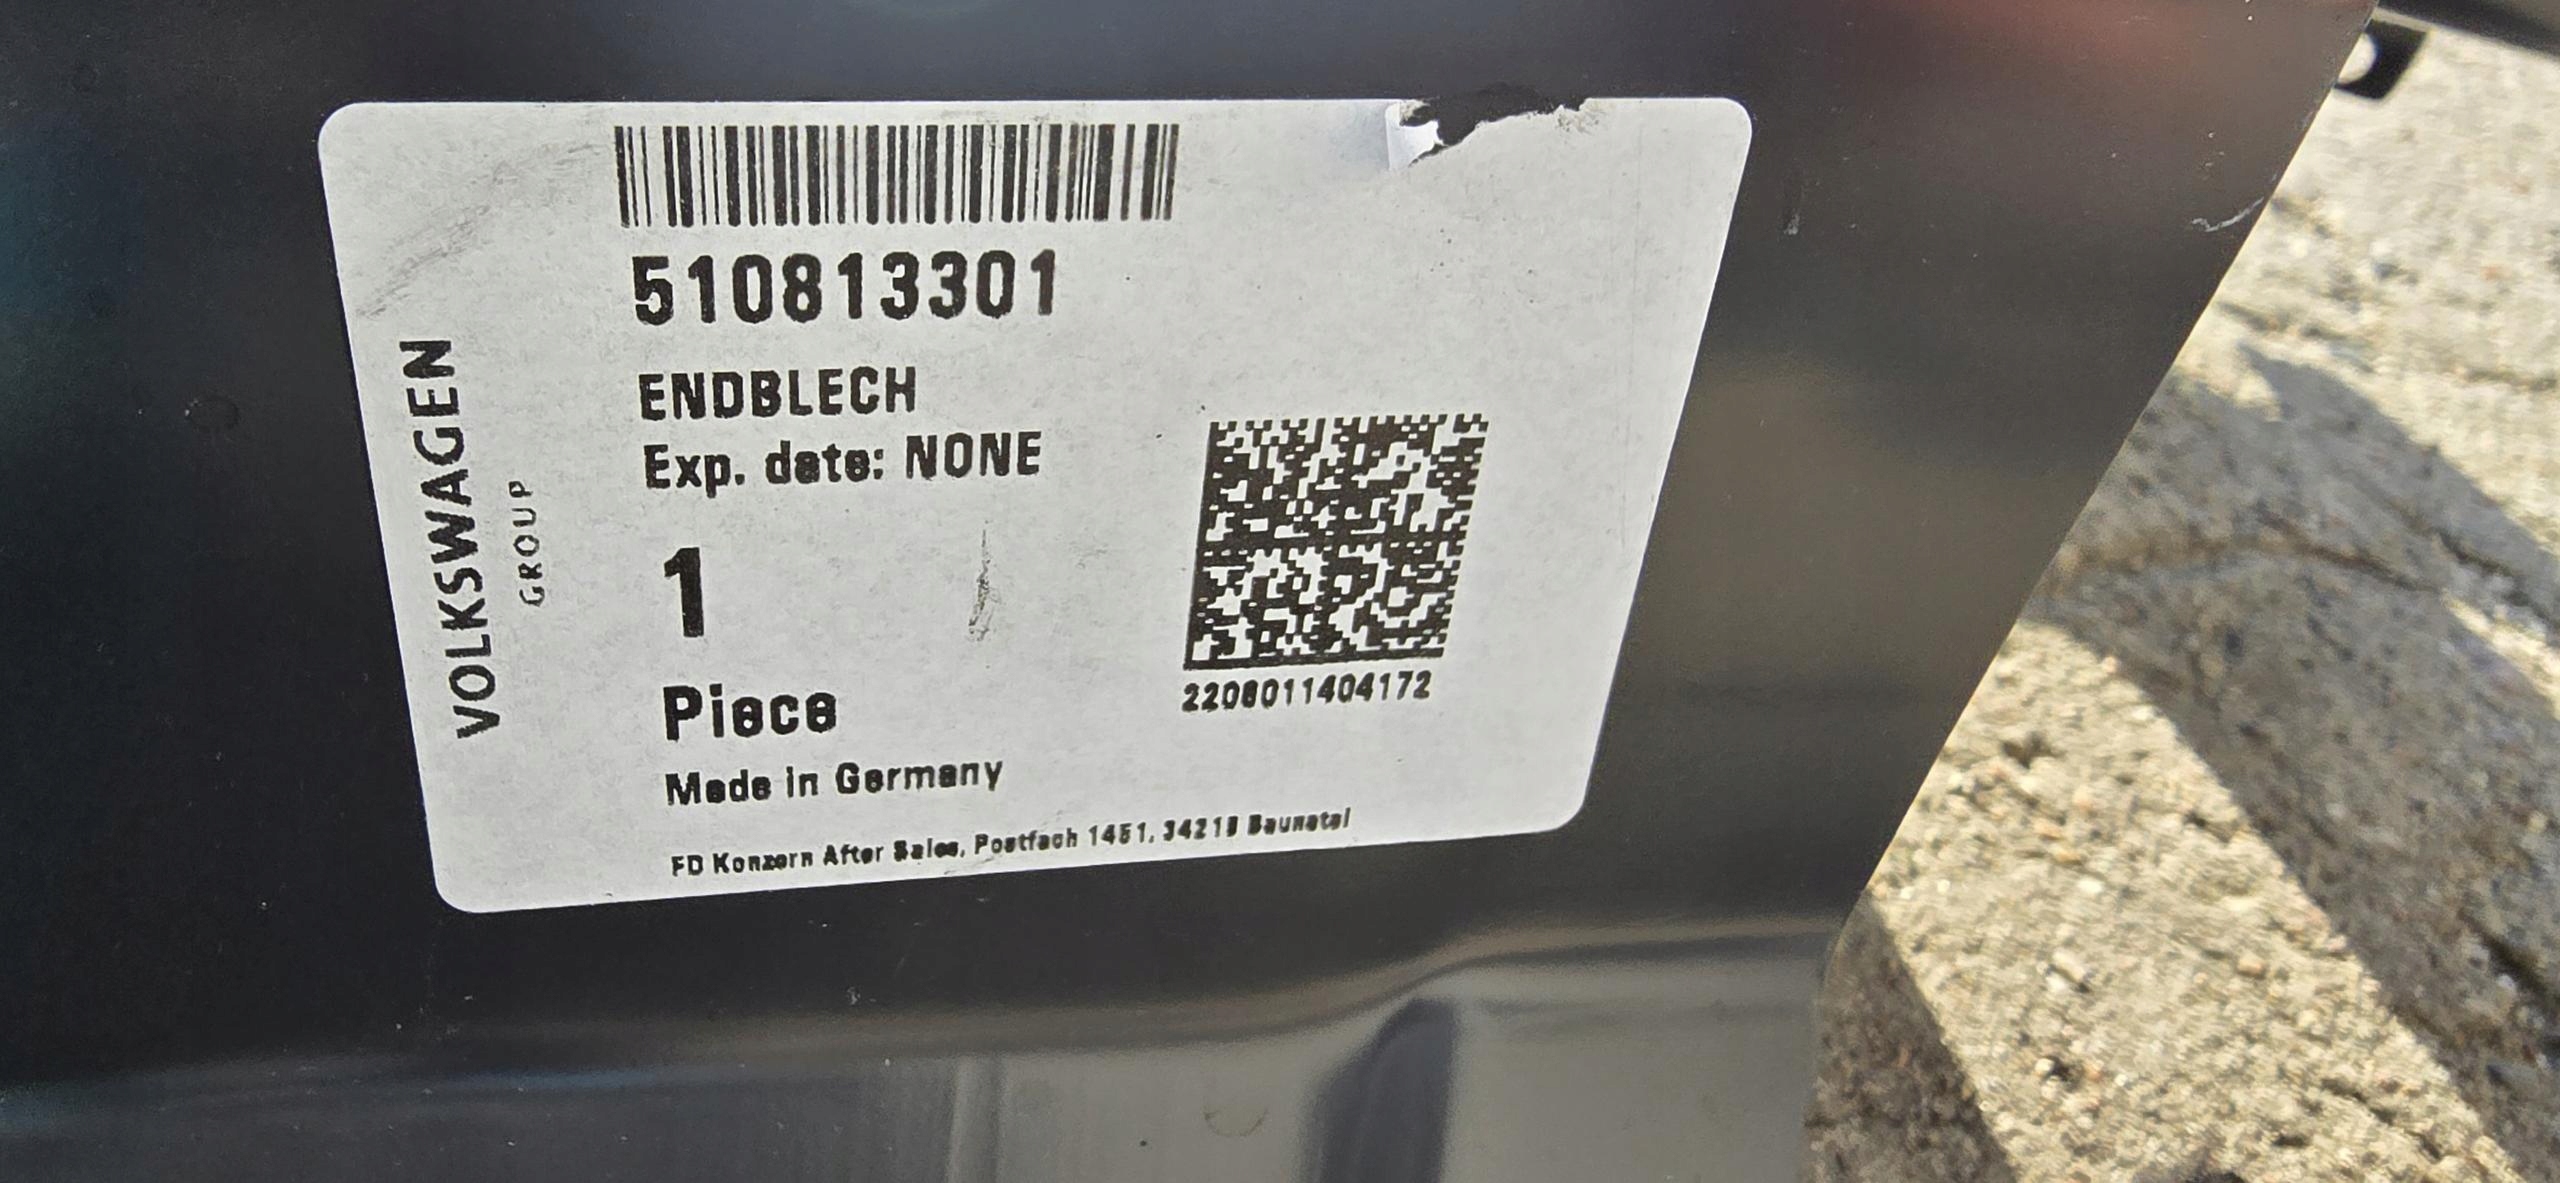 510813301
ENDBLECH
Exp. date: NONE
1
Piece
Made in Germany
FD Konzern After Sales, Postfach 1451, 34219 Baunatal
2208011404172
VOLKSWAGEN
GROUP